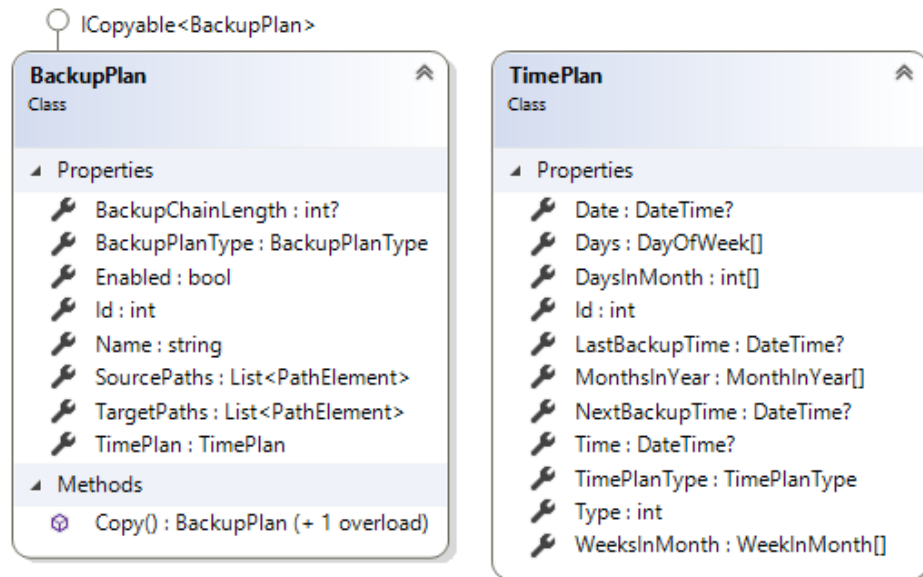 ICopyable<BackupPlan>
BackupPlan
Class
Properties
BackupChainLength : int?
BackupPlanType : BackupPlanType
Enabled : bool
Id : int
Name : string
SourcePaths : List<PathElement>
TargetPaths : List<PathElement>
TimePlan : TimePlan
Methods
Copy() : BackupPlan (+ 1 overload)
TimePlan
Class
Properties
Date : DateTime?
Days : DayOfWeek[]
DaysInMonth : int[]
Id : int
LastBackupTime : DateTime?
MonthsInYear : MonthInYear[]
NextBackupTime : DateTime?
Time : DateTime?
TimePlanType : TimePlanType
Type : int
WeeksInMonth : WeekInMonth[]